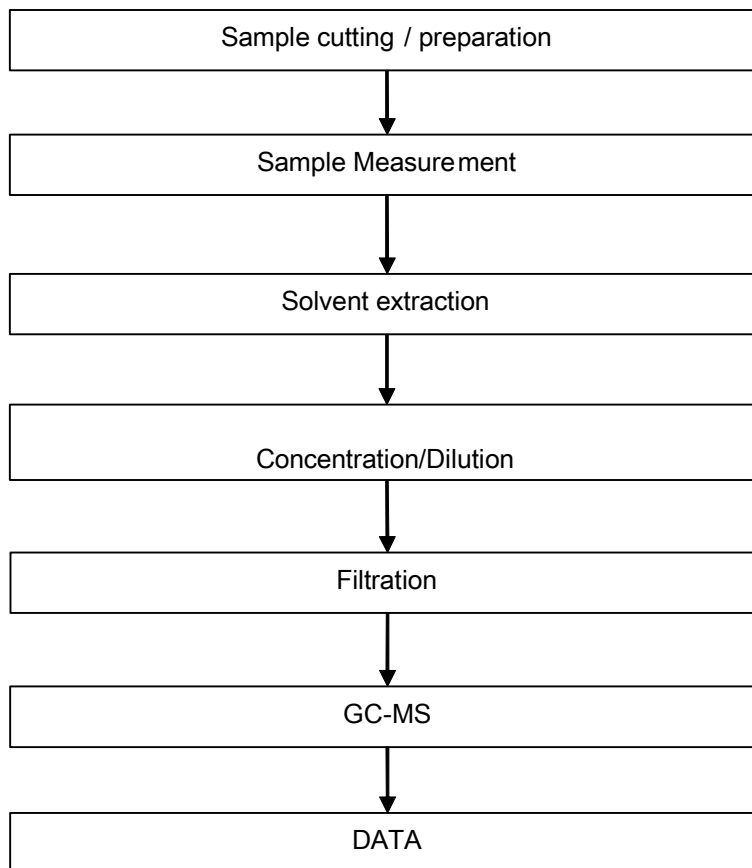 Sample cutting / preparation
Sample Measurement
Solvent extraction
Concentration/Dilution
Filtration
GC-MS
DATA